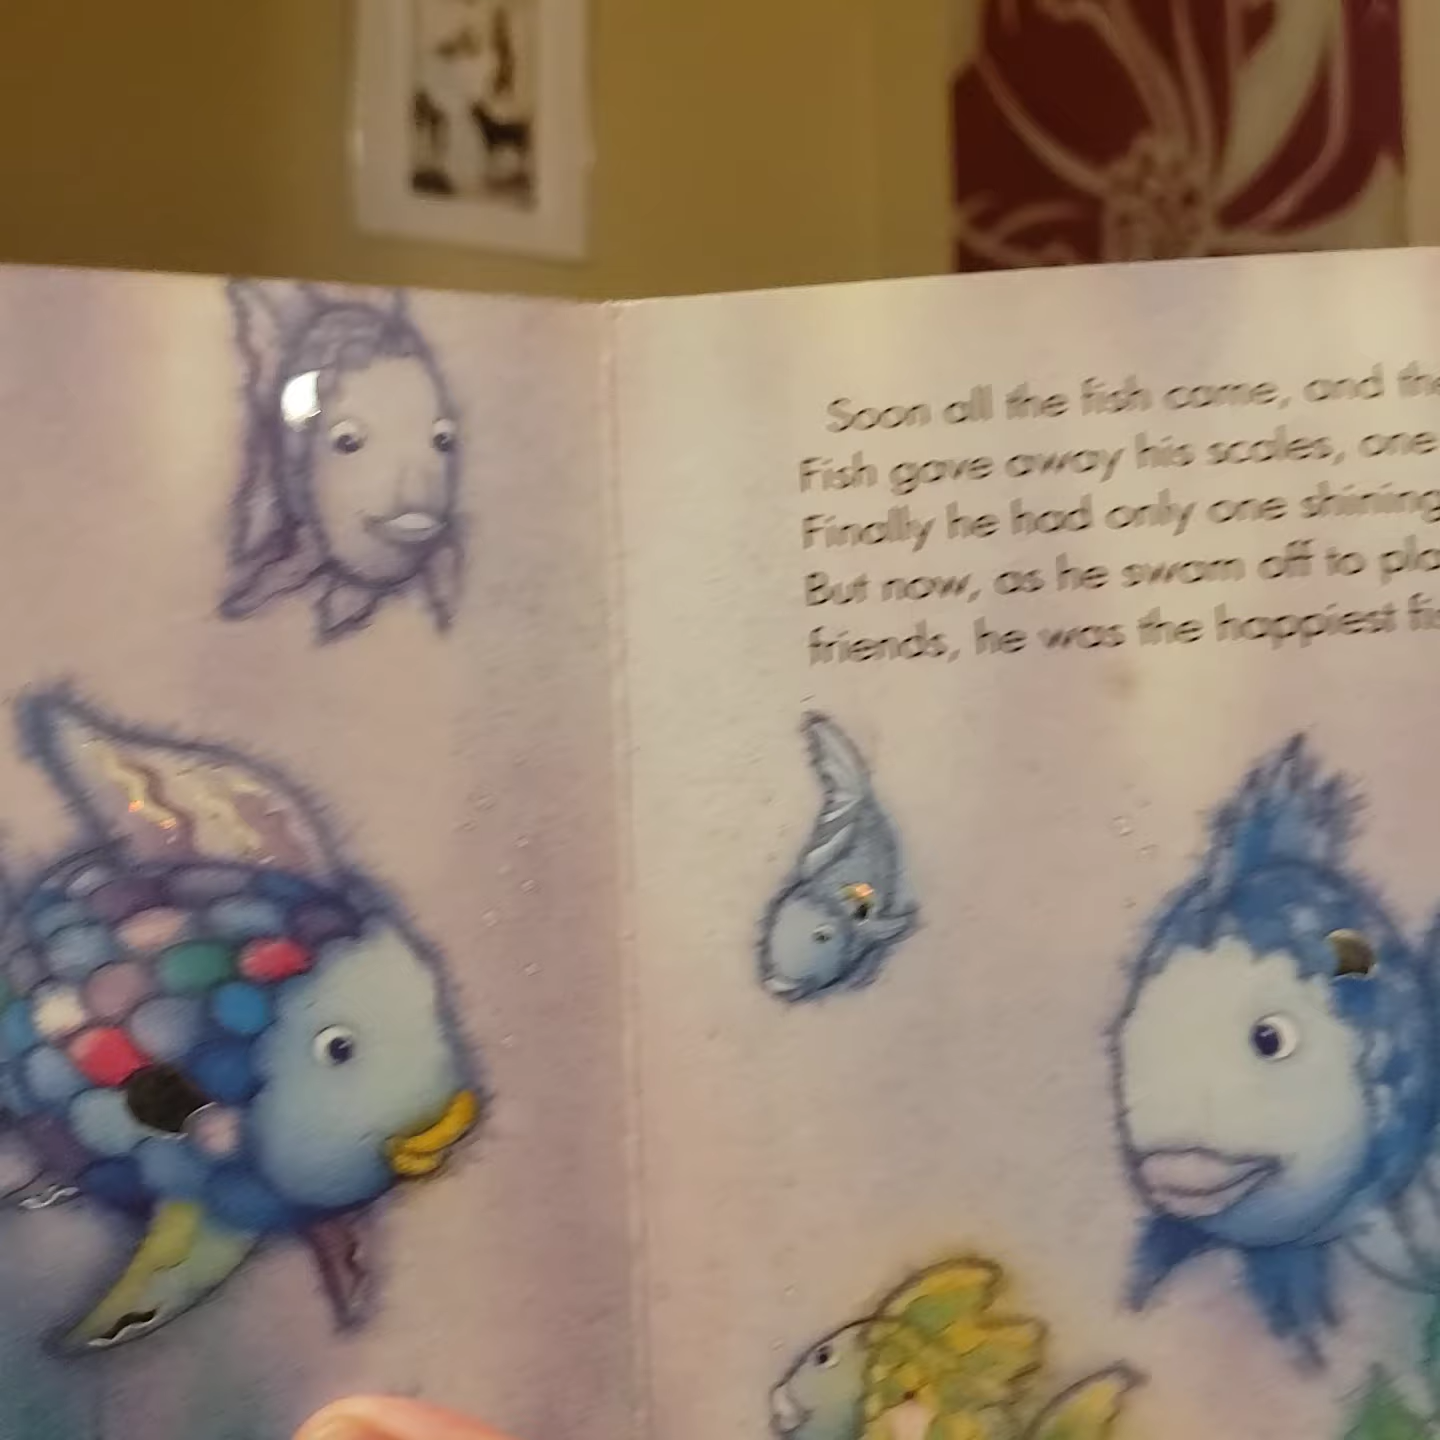 Soon all the fish came, and the
Fish gave away his scales, one
Finally he had only one shining
But now, as he swam off to pla
friends, he was the happiest fis